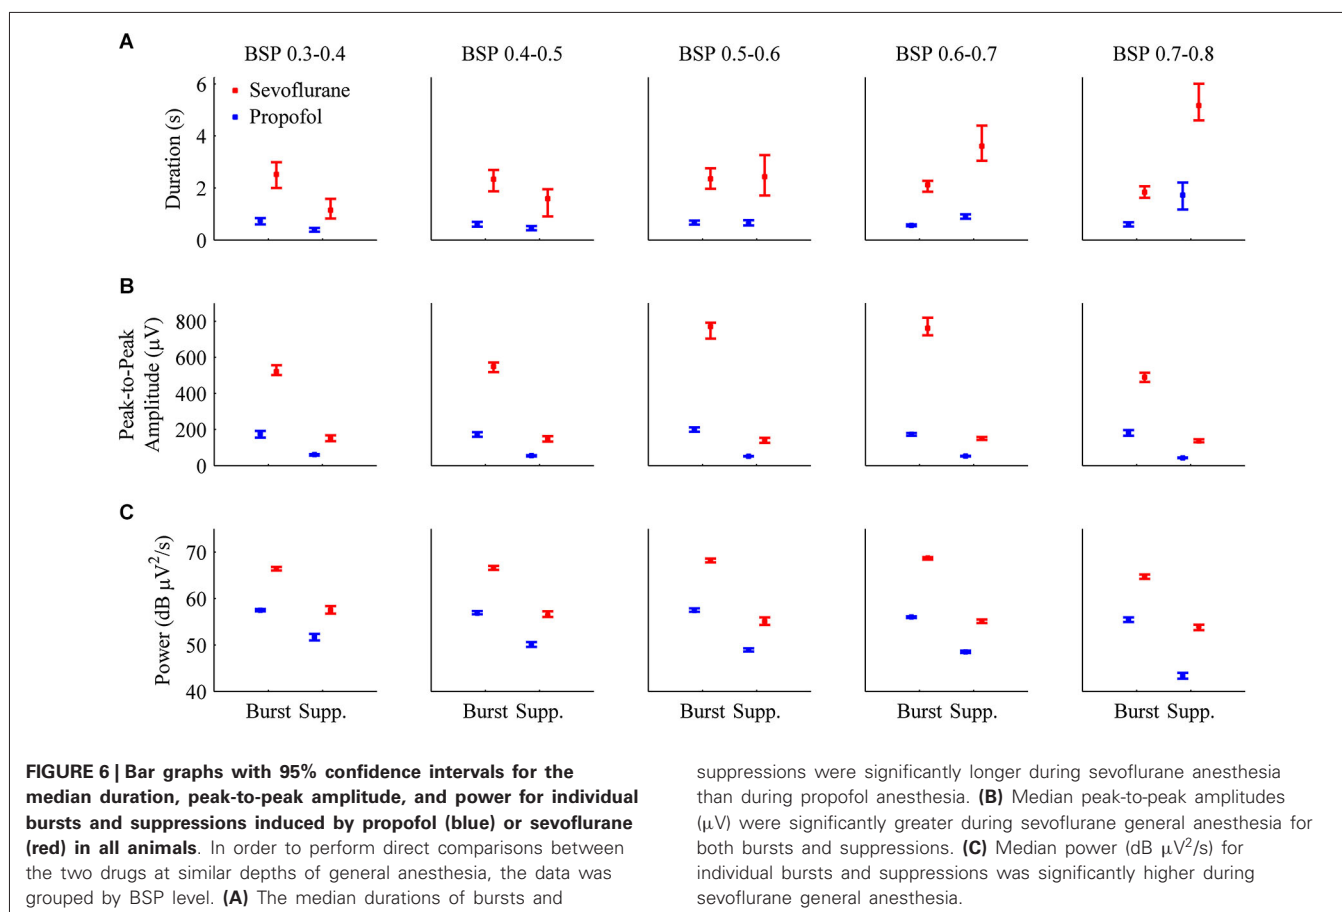 A
BSP 0.3-0.4 BSP 0.4-0.5 BSP 0.5-0.6 BSP 0.6-0.7 BSP 0.7-0.8
Duration (s)
6
4
2
0
Sevoflurane
Propofol
B
Peak-to-Peak
Amplitude (μV)
800
600
400
200
0
C
Power (dB μV²/s)
70
60
50
40
Burst Supp. Burst Supp. Burst Supp. Burst Supp. Burst Supp.
FIGURE 6 | Bar graphs with 95% confidence intervals for the
median duration, peak-to-peak amplitude, and power for individual
bursts and suppressions induced by propofol (blue) or sevoflurane
(red) in all animals. In order to perform direct comparisons between
the two drugs at similar depths of general anesthesia, the data was
grouped by BSP level. (A) The median durations of bursts and
suppressions were significantly longer during sevoflurane anesthesia
than during propofol anesthesia. (B) Median peak-to-peak amplitudes
(μV) were significantly greater during sevoflurane general anesthesia for
both bursts and suppressions. (C) Median power (dB μV²/s) for
individual bursts and suppressions was significantly higher during
sevoflurane general anesthesia.